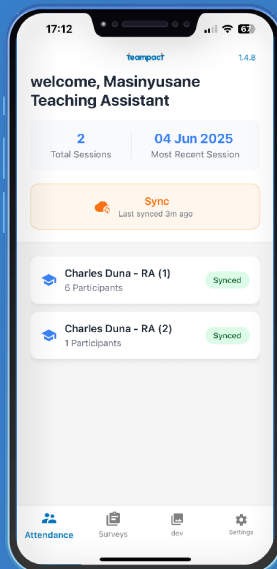 17:12
67
teampact
1.4.8
welcome, Masinyusane
Teaching Assistant
2
04 Jun 2025
Total Sessions
Most Recent Session
Sync
Last synced 3m ago
Charles Duna - RA (1)
6 Participants
Synced
Charles Duna - RA (2)
1 Participants
Synced
Attendance
Surveys
dev
Settings